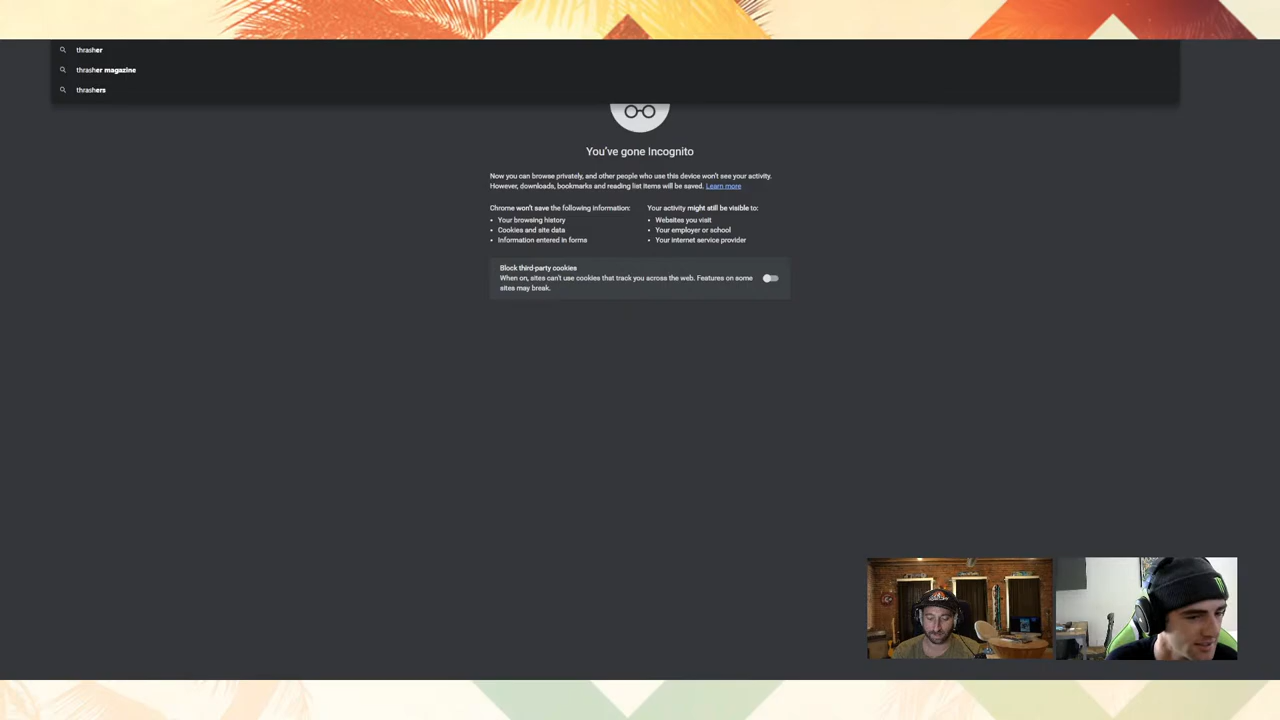 thrasher
thrasher magazine
thrashers
You've gone Incognito
Now you can browse privately, and other people who use this device won't see your activity.
However, downloads, bookmarks and reading list items will be saved. Learn more
Chrome won't save the following information:
• Your browsing history
• Cookies and site data
• Information entered in forms
Your activity might still be visible to:
• Websites you visit
• Your employer or school
• Your internet service provider
Block third-party cookies
When on, sites can't use cookies that track you across the web. Features on some
sites may break.